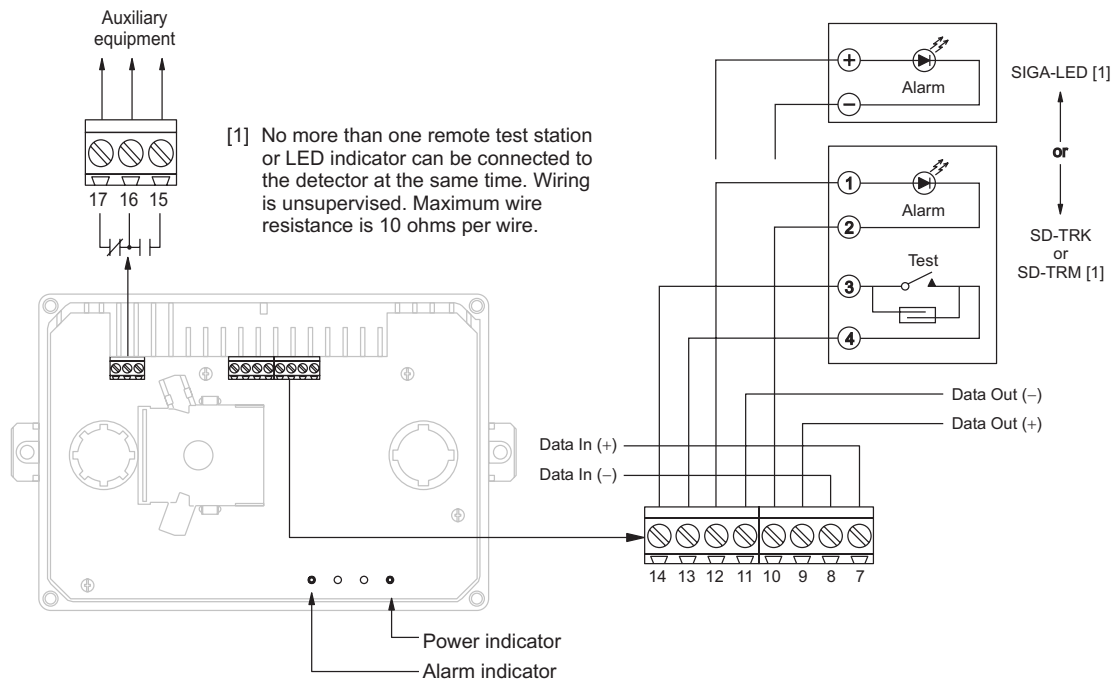 Auxiliary
equipment
17 16 15
[1] No more than one remote test station
or LED indicator can be connected to
the detector at the same time. Wiring
is unsupervised. Maximum wire
resistance is 10 ohms per wire.
+
Alarm
−
SIGA-LED [1]
or
SD-TRK
or
SD-TRM [1]
1
Alarm
2
Test
3
4
Data Out (−)
Data Out (+)
Data In (+)
Data In (−)
14 13 12 11 10 9 8 7
Power indicator
Alarm indicator